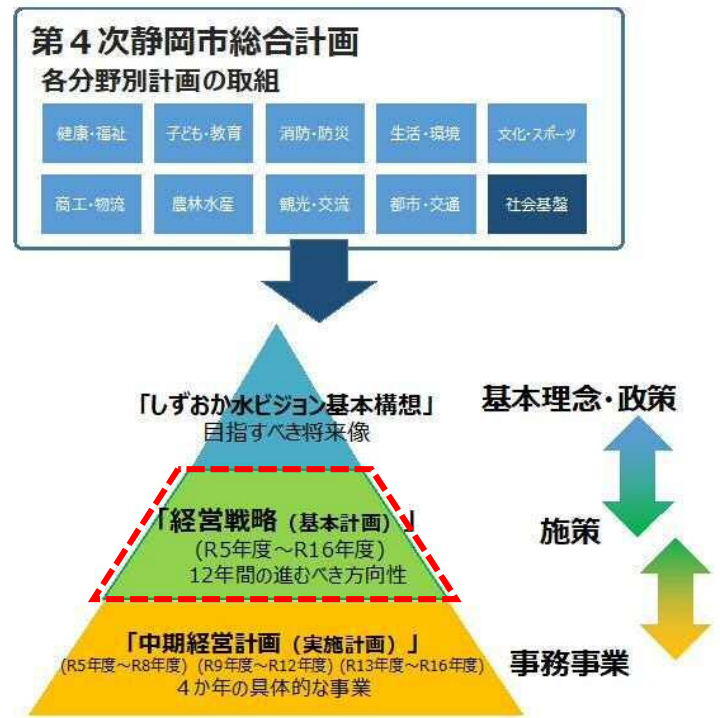 第４次静岡市総合計画
各分野別計画の取組
健康・福祉 子ども・教育 消防・防災 生活・環境 文化・スポーツ
商工・物流 農林水産 観光・交流 都市・交通 社会基盤
「しずおか水ビジョン基本構想」
目指すべき将来像
基本理念・政策
「経営戦略（基本計画）」
(R5年度～R16年度)
12年間の進むべき方向性
施策
「中期経営計画（実施計画）」
(R5年度～R8年度) (R9年度～R12年度) (R13年度～R16年度)
４か年の具体的な事業
事務事業